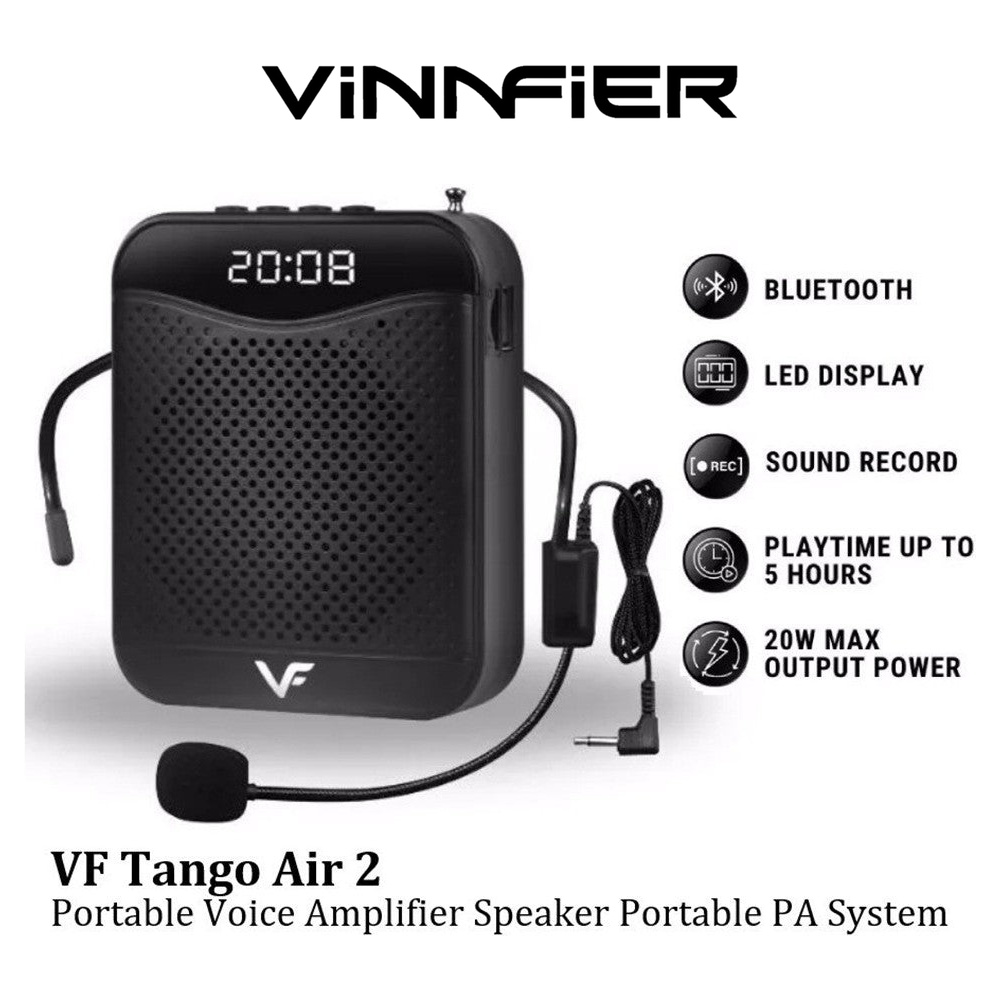 ViNNFiER
20:08
VF
BLUETOOTH
000
LED DISPLAY
[● REC]
SOUND RECORD
PLAYTIME UP TO
5 HOURS
20W MAX
OUTPUT POWER
VF Tango Air 2
Portable Voice Amplifier Speaker Portable PA System